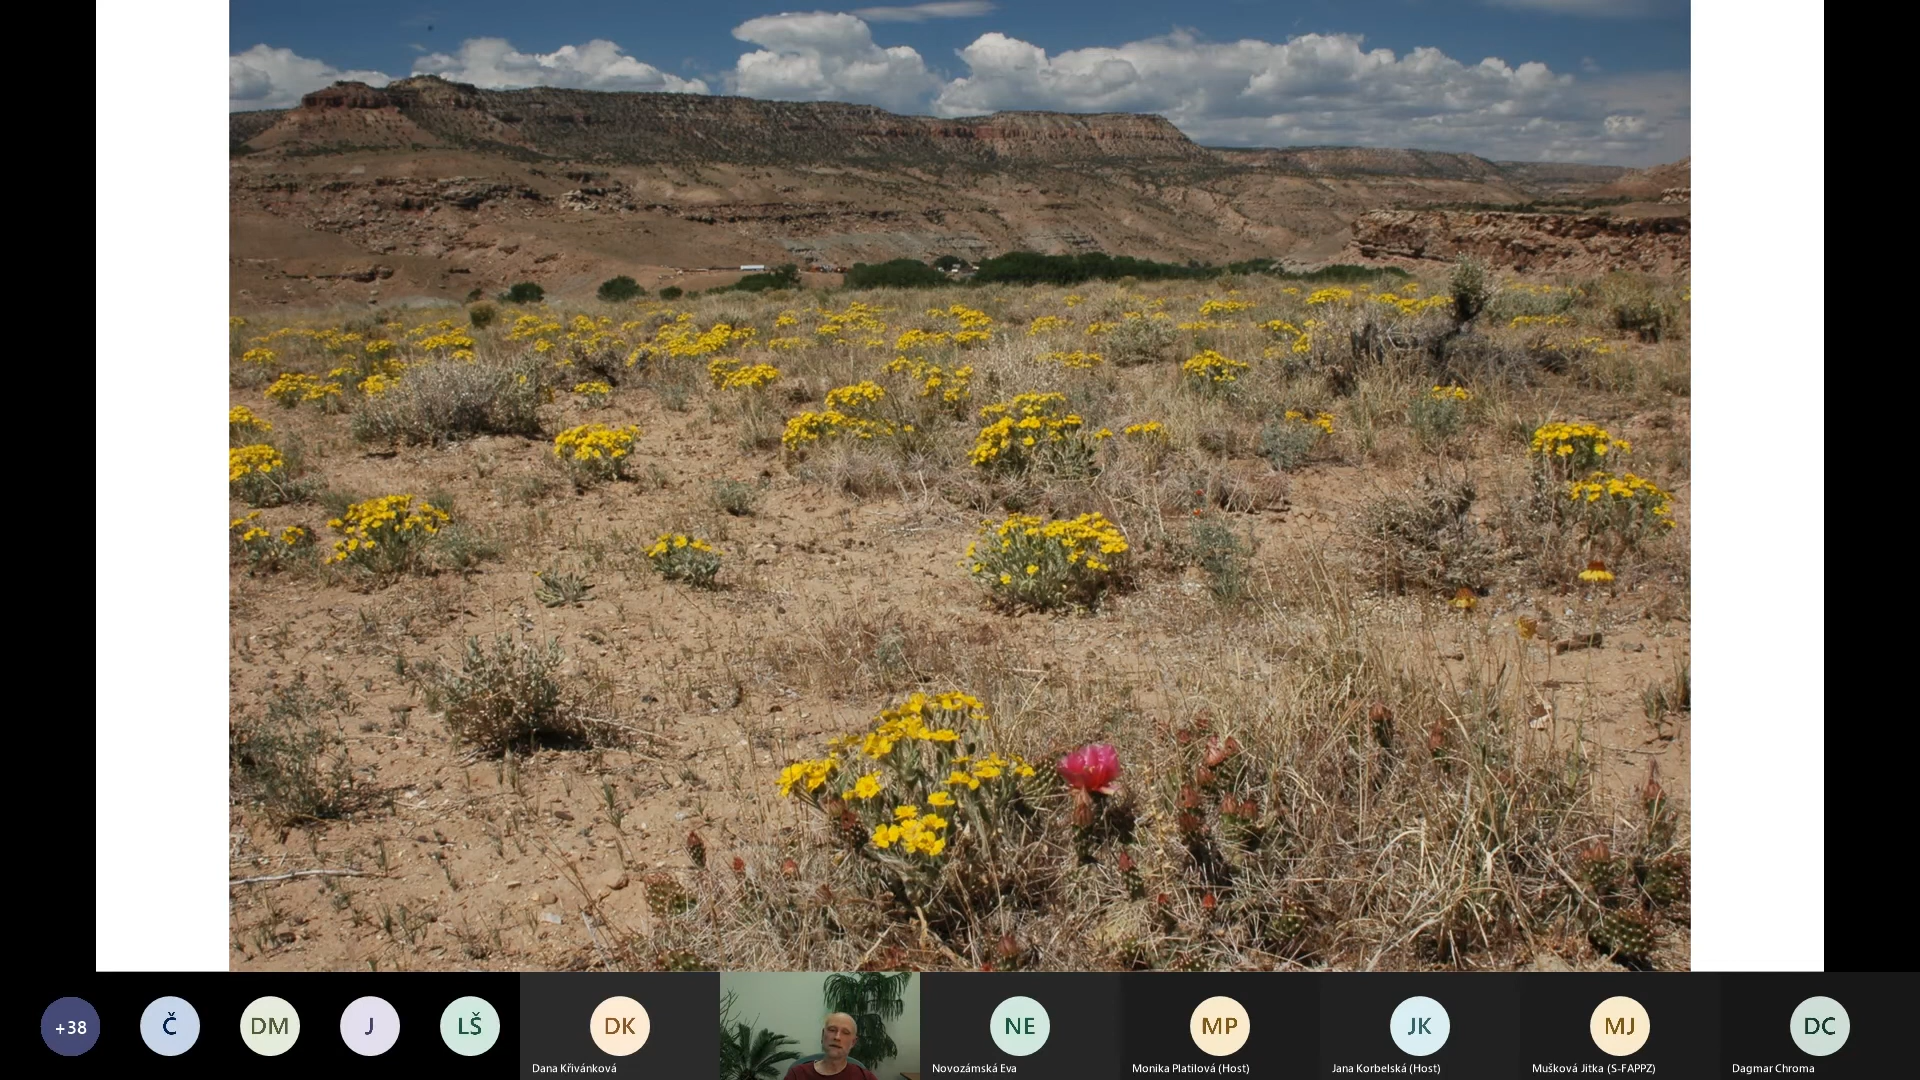 +38
Č
DM
J
LŠ
DK
NE
MP
JK
MJ
DC
Dana Křivánková
Novozámská Eva
Monika Platilová (Host)
Jana Korbelská (Host)
Mušková Jitka (S-FAPPZ)
Dagmar Chroma